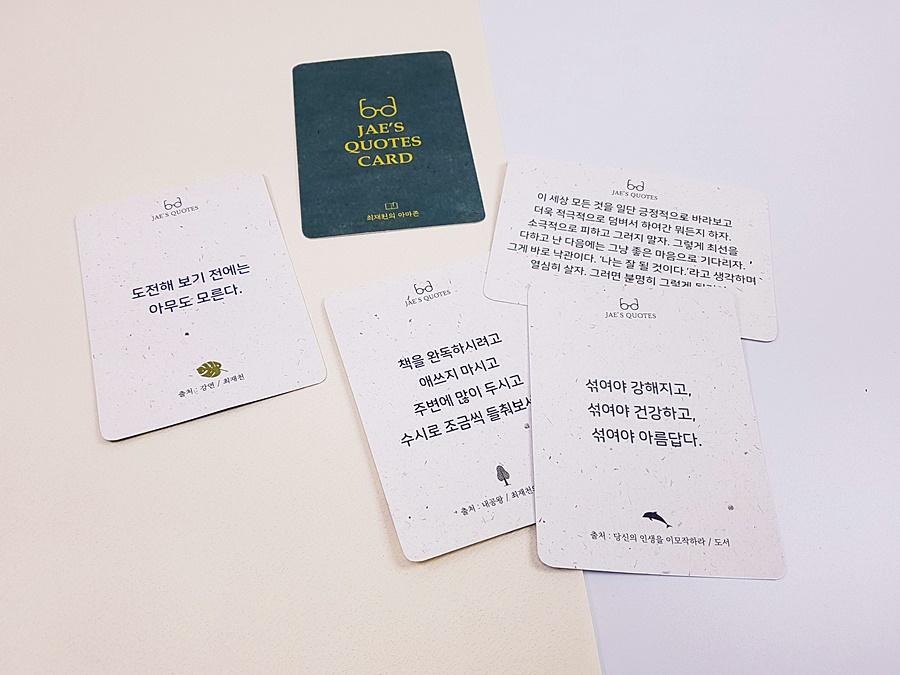 JAE'S
QUOTES
CARD
최재천의 아마존
JAE'S QUOTES
도전해 보기 전에는
아무도 모른다.
출처 : 강연 / 최재천
JAE'S QUOTES
이 세상 모든 것을 일단 긍정적으로 바라보고
더욱 적극적으로 덤벼서 하여간 뭐든지 하자.
소극적으로 피하고 그러지 말자. 그렇게 최선을
다하고 난 다음에는 그냥 좋은 마음으로 기다리자.
그게 바로 낙관이다. '나는 잘 될 것이다.'라고 생각하며
열심히 살자. 그러면 분명히 그렇게
JAE'S QUOTES
책을 완독하시려고
애쓰지 마시고
주변에 많이 두시고
수시로 조금씩 들춰보
출처 : 내공왕 / 최재천
JAE'S QUOTES
섞여야 강해지고,
섞여야 건강하고,
섞여야 아름답다.
출처 : 당신의 인생을 이모작하라 / 도서